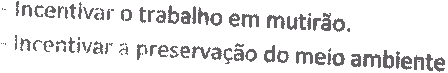 - Incentivar o trabalho em mutirão.
- Incentivar a preservação do meio ambiente